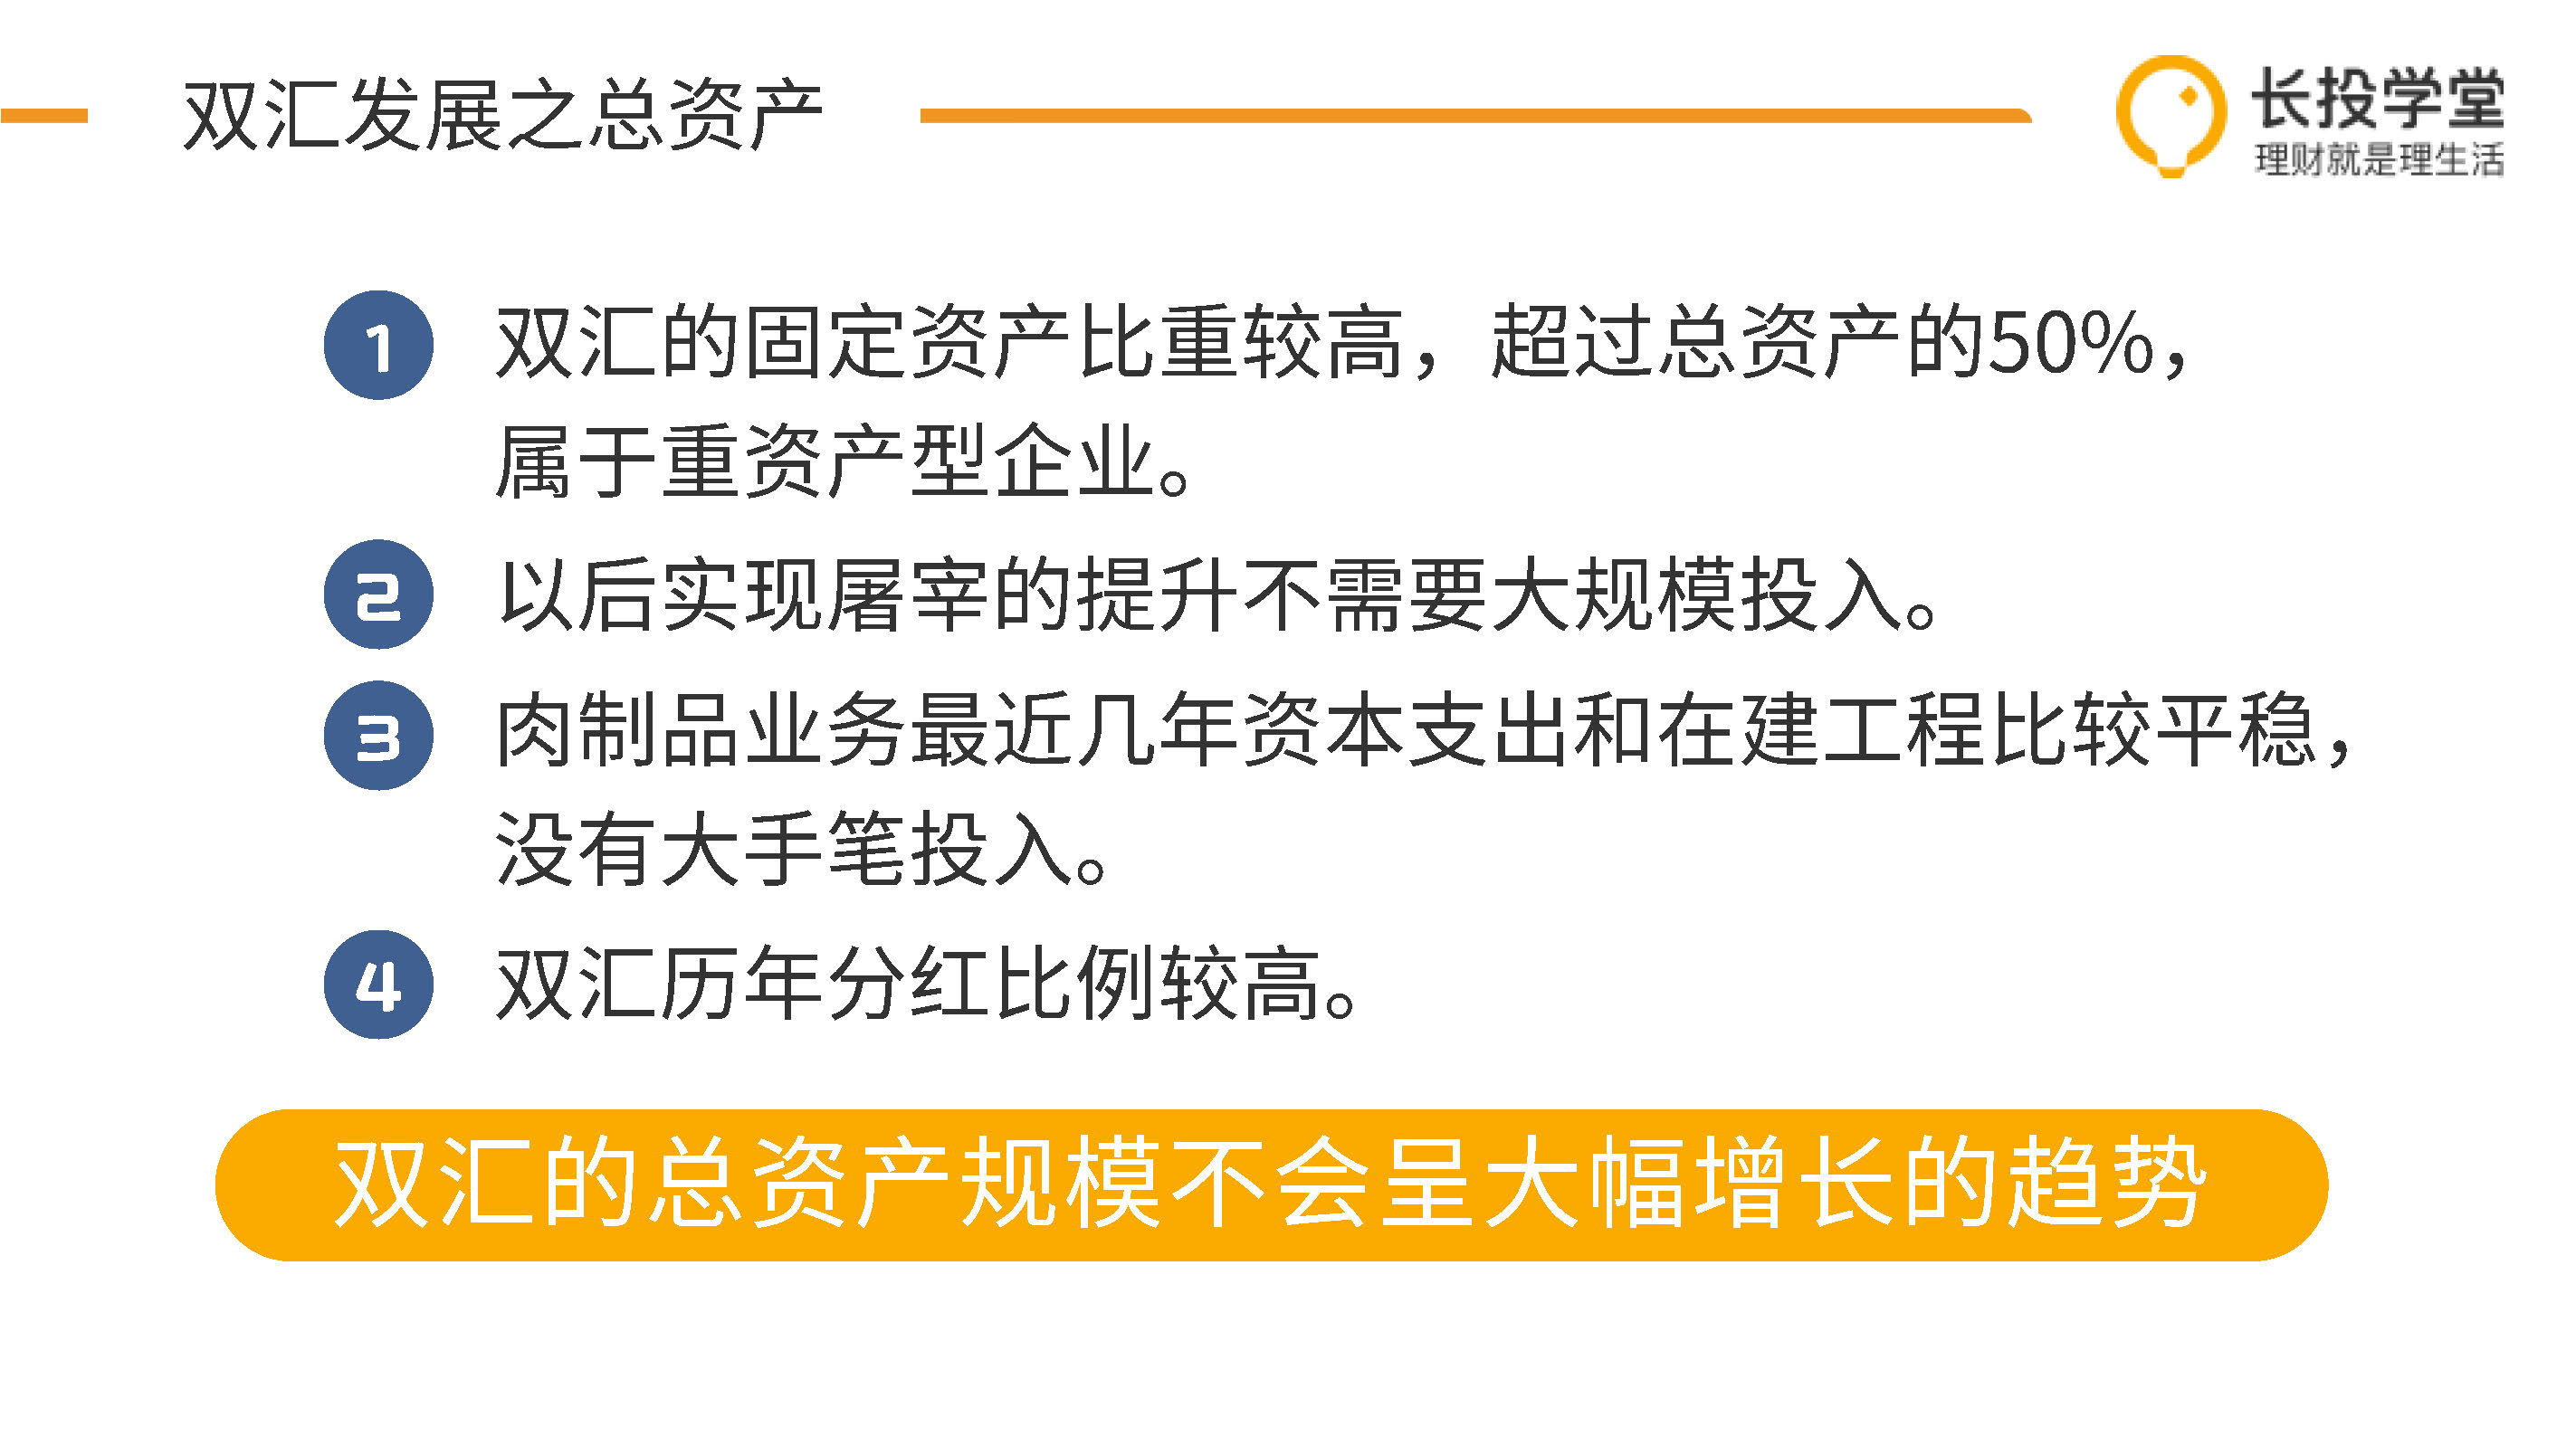 双汇发展之总资产
长投学堂
理财就是理生活
1 双汇的固定资产比重较高，超过总资产的50%，
属于重资产型企业。
2 以后实现屠宰的提升不需要大规模投入。
3 肉制品业务最近几年资本支出和在建工程比较平稳，
没有大手笔投入。
4 双汇历年分红比例较高。
双汇的总资产规模不会呈大幅增长的趋势